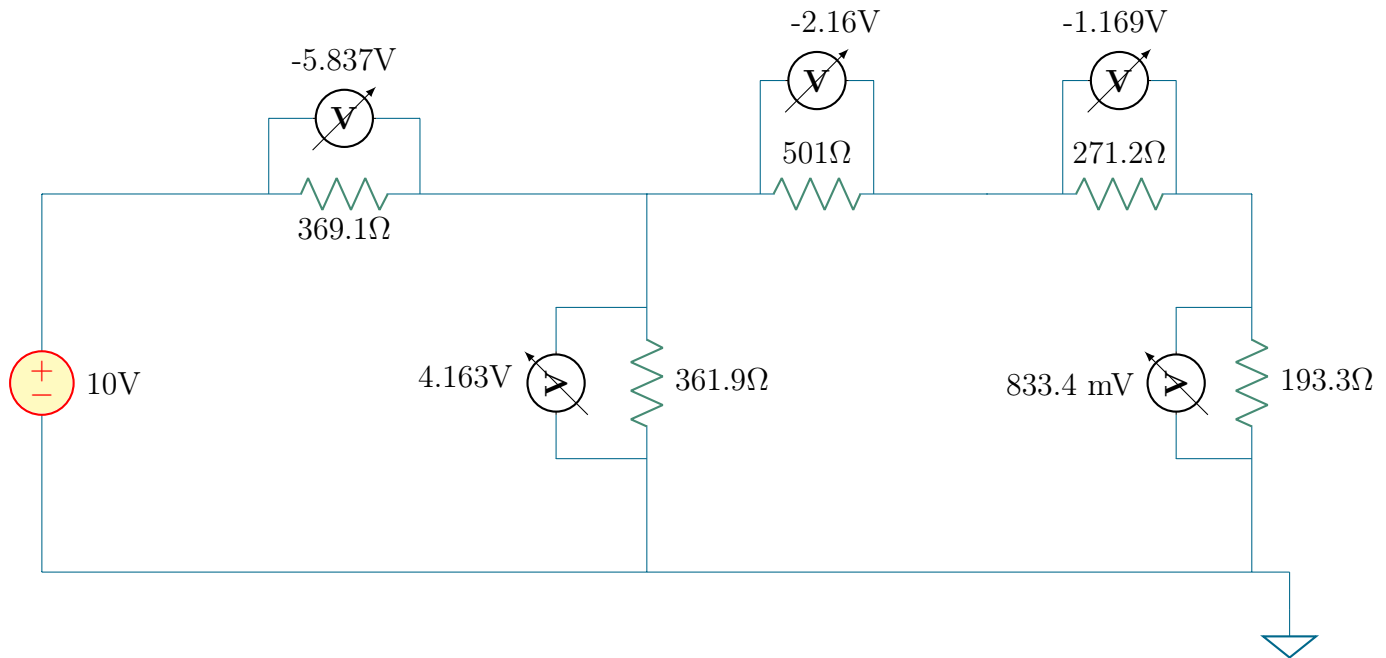 -5.837V
V
369.1Ω
-2.16V
V
501Ω
-1.169V
V
271.2Ω
+
−
10V
4.163V
V
361.9Ω
833.4 mV
V
193.3Ω